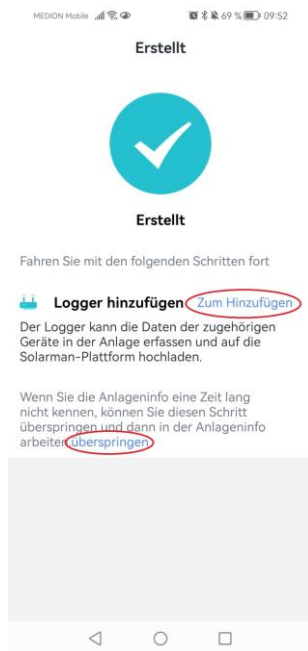 MEDION Mobile 69 % 09:52
Erstellt
Erstellt
Fahren Sie mit den folgenden Schritten fort
Logger hinzufügen Zum Hinzufügen
Der Logger kann die Daten der zugehörigen
Geräte in der Anlage erfassen und auf die
Solarman-Plattform hochladen.
Wenn Sie die Anlageninfo eine Zeit lang
nicht kennen, können Sie diesen Schritt
überspringen und dann in der Anlageninfo
arbeiten überspringen